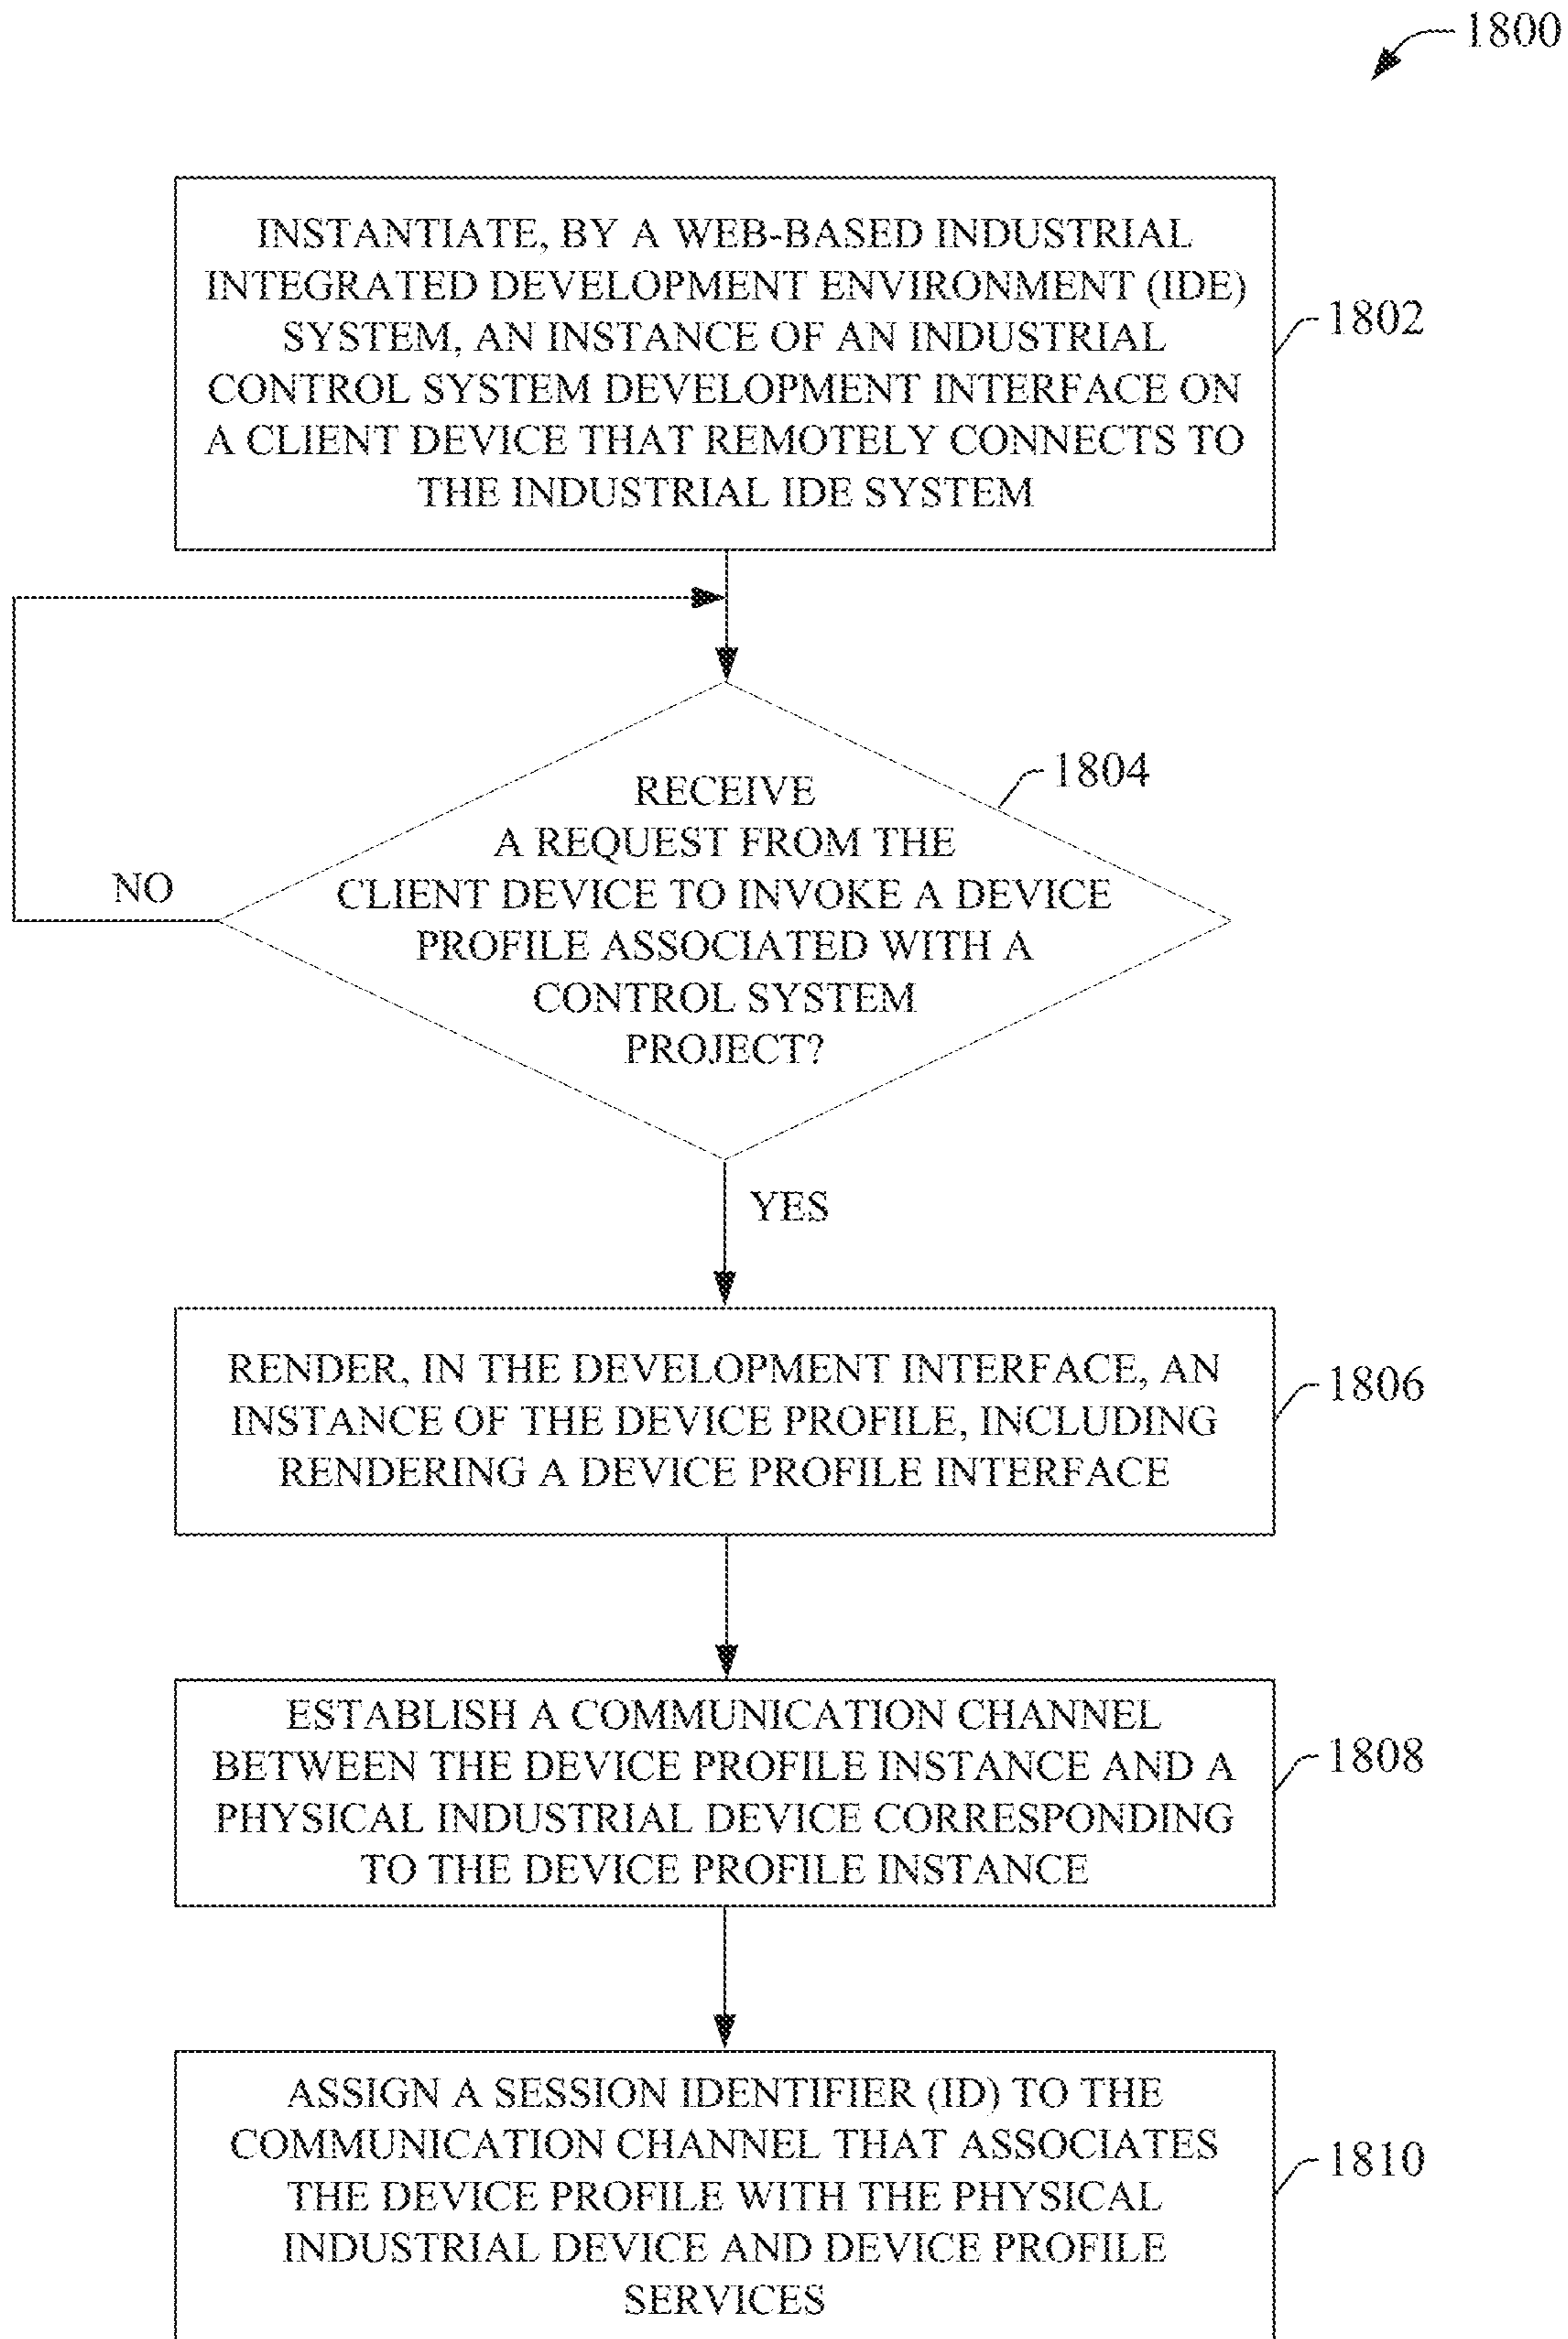 1800
INSTANTIATE, BY A WEB-BASED INDUSTRIAL
INTEGRATED DEVELOPMENT ENVIRONMENT (IDE)
SYSTEM, AN INSTANCE OF AN INDUSTRIAL
CONTROL SYSTEM DEVELOPMENT INTERFACE ON
A CLIENT DEVICE THAT REMOTELY CONNECTS TO
THE INDUSTRIAL IDE SYSTEM
1802
RECEIVE
A REQUEST FROM THE
CLIENT DEVICE TO INVOKE A DEVICE
PROFILE ASSOCIATED WITH A
CONTROL SYSTEM
PROJECT?
1804
NO
YES
RENDER, IN THE DEVELOPMENT INTERFACE, AN
INSTANCE OF THE DEVICE PROFILE, INCLUDING
RENDERING A DEVICE PROFILE INTERFACE
1806
ESTABLISH A COMMUNICATION CHANNEL
BETWEEN THE DEVICE PROFILE INSTANCE AND A
PHYSICAL INDUSTRIAL DEVICE CORRESPONDING
TO THE DEVICE PROFILE INSTANCE
1808
ASSIGN A SESSION IDENTIFIER (ID) TO THE
COMMUNICATION CHANNEL THAT ASSOCIATES
THE DEVICE PROFILE WITH THE PHYSICAL
INDUSTRIAL DEVICE AND DEVICE PROFILE
SERVICES
1810